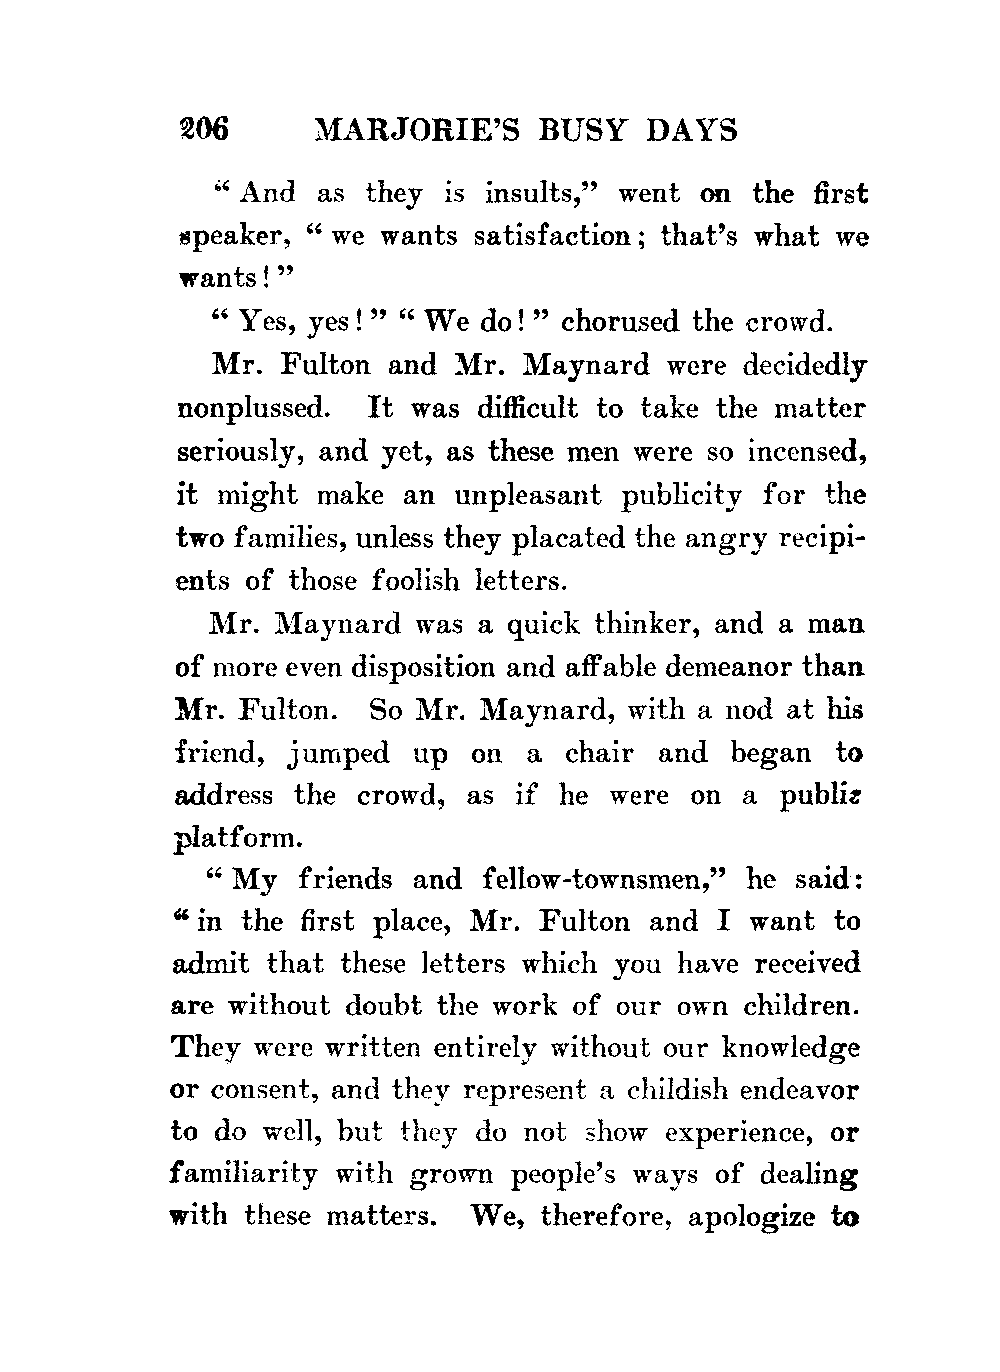 206 MARJORIE'S BUSY DAYS
“ And as they is insults,” went on the first
speaker, “ we wants satisfaction ; that's what we
wants ! ”
“ Yes, yes ! ” “ We do ! ” chorused the crowd.
Mr. Fulton and Mr. Maynard were decidedly
nonplussed. It was difficult to take the matter
seriously, and yet, as these men were so incensed,
it might make an unpleasant publicity for the
two families, unless they placated the angry recipi-
ents of those foolish letters.
Mr. Maynard was a quick thinker, and a man
of more even disposition and affable demeanor than
Mr. Fulton. So Mr. Maynard, with a nod at his
friend, jumped up on a chair and began to
address the crowd, as if he were on a public
platform.
“ My friends and fellow-townsmen,” he said :
“ in the first place, Mr. Fulton and I want to
admit that these letters which you have received
are without doubt the work of our own children.
They were written entirely without our knowledge
or consent, and they represent a childish endeavor
to do well, but they do not show experience, or
familiarity with grown people's ways of dealing
with these matters. We, therefore, apologize to